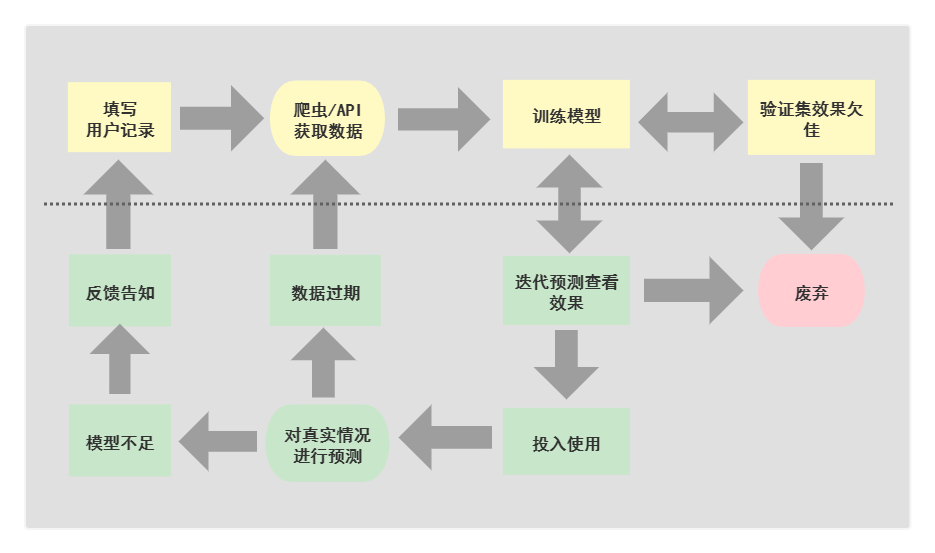 填写
用户记录
爬虫/API
获取数据
训练模型
验证集效果欠
佳
反馈告知
数据过期
迭代预测查看
效果
废弃
模型不足
对真实情况
进行预测
投入使用